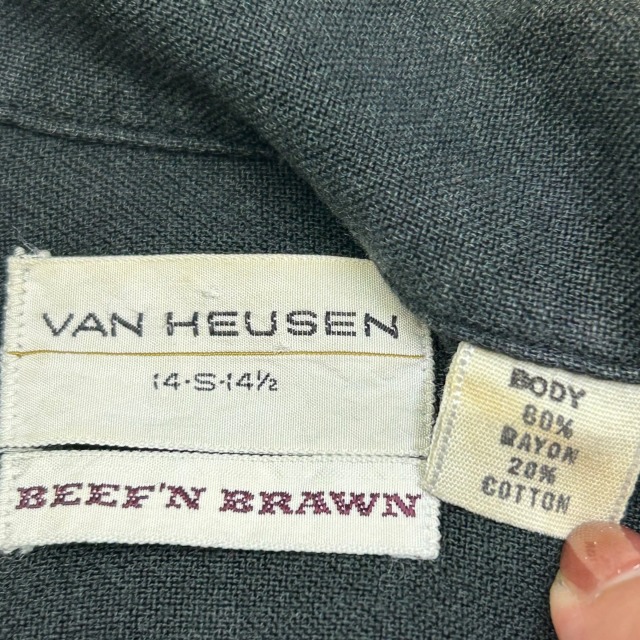 VAN HEUSEN
14·S·14½
BEEF'N BRAWN
BODY
80%
RAYON
20%
COTTON